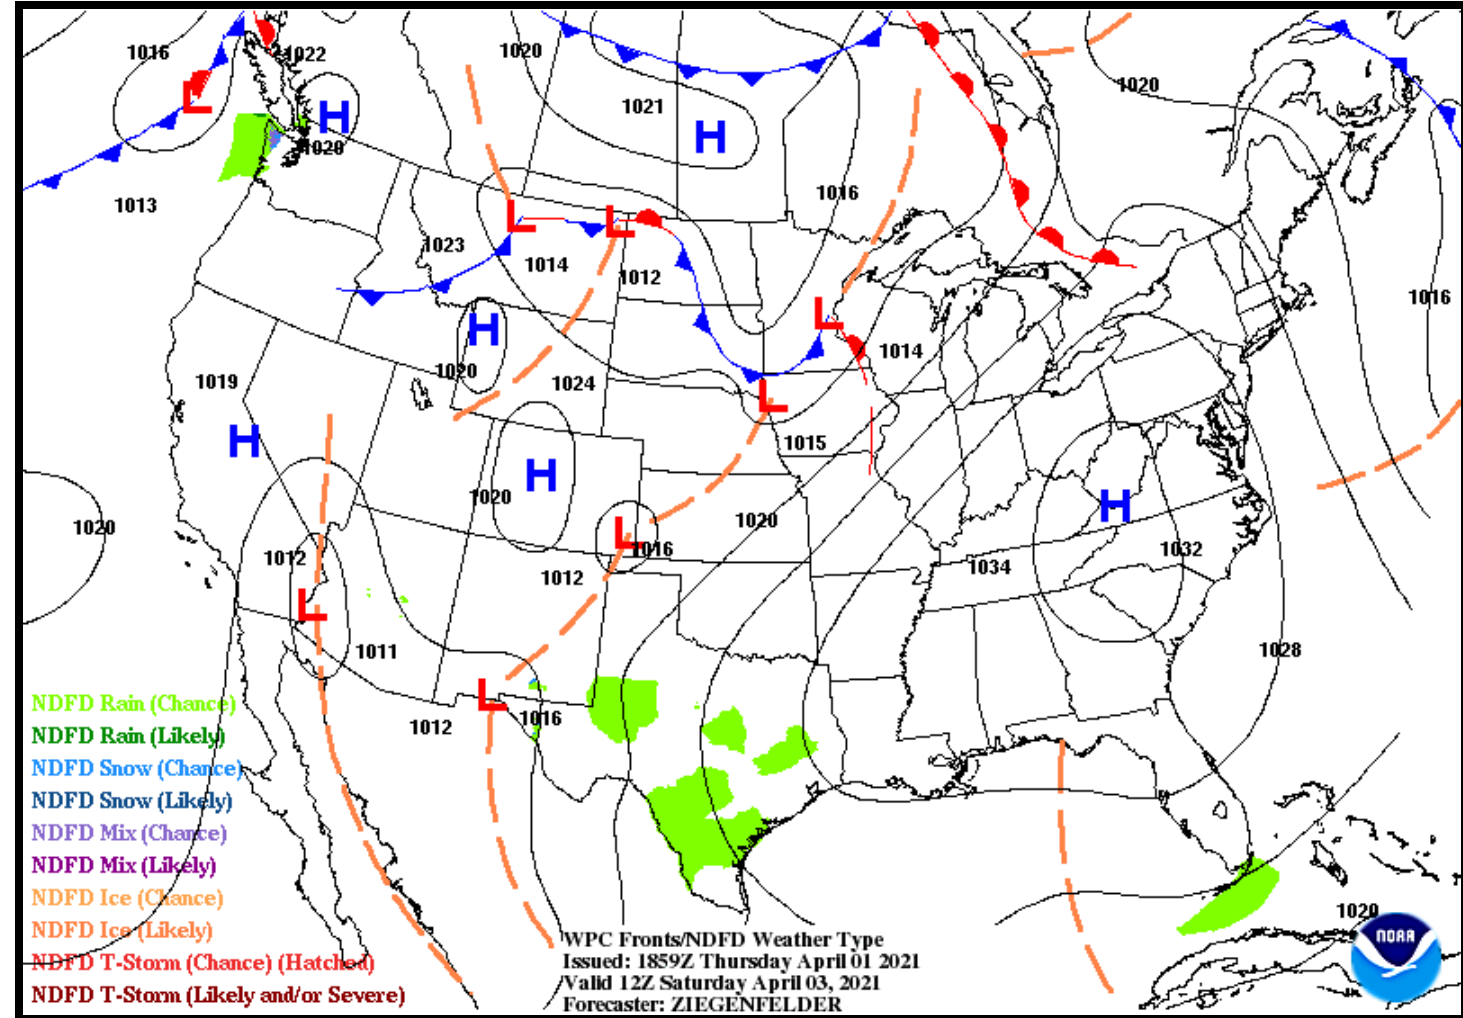 1016
1022
1020
1020
1021
1020
1013
1016
1023
1014
1012
1016
1014
1019
1020
1024
1015
1020
1020
1020
1016
1012
1012
1032
1034
1011
1028
1012
1016
1020
L
H
H
L
L
H
L
L
H
H
H
L
L
L
NDFD Rain (Chance)
NDFD Rain (Likely)
NDFD Snow (Chance)
NDFD Snow (Likely)
NDFD Mix (Chance)
NDFD Mix (Likely)
NDFD Ice (Chance)
NDFD Ice (Likely)
NDFD T-Storm (Chance) (Hatched)
NDFD T-Storm (Likely and/or Severe)
WPC Fronts/NDFD Weather Type
Issued: 1859Z Thursday April 01 2021
Valid 12Z Saturday April 03, 2021
Forecaster: ZIEGENFELDER
NOAA